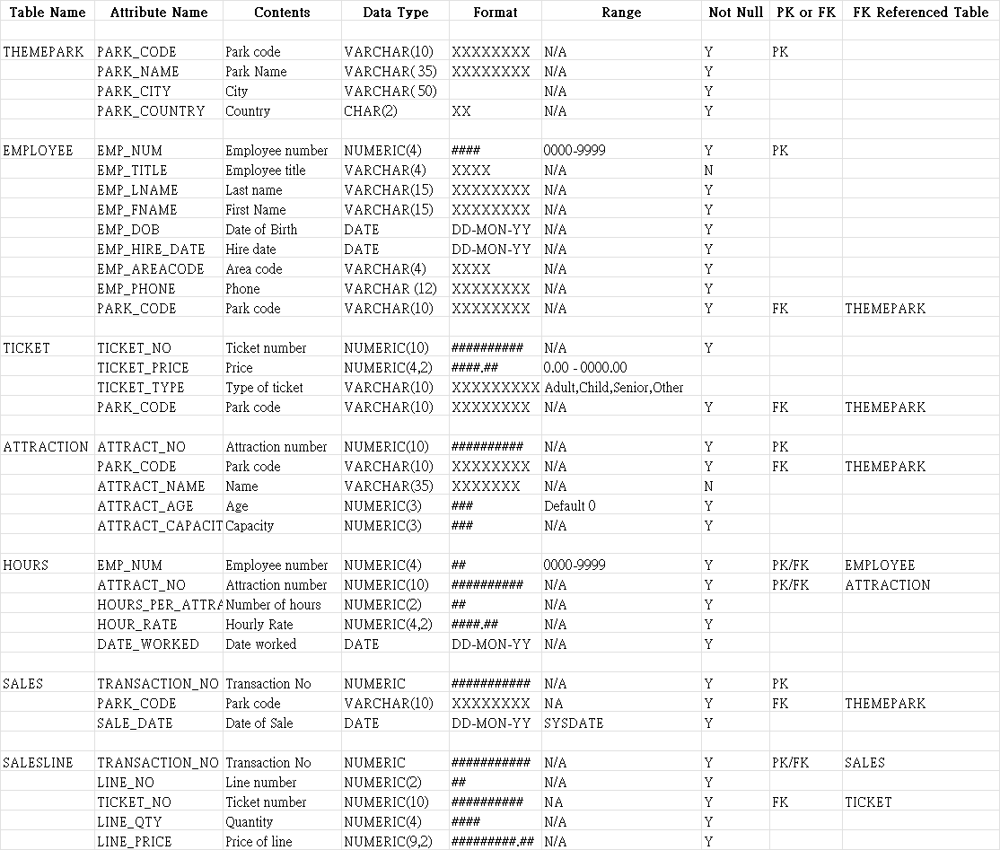 Table Name Attribute Name Contents Data Type Format Range Not Null PK or FK FK Referenced Table
THEMEPARK PARK_CODE Park code VARCHAR(10) XXXXXXXX N/A Y PK
PARK_NAME Park Name VARCHAR( 35) XXXXXXXX N/A Y
PARK_CITY City VARCHAR( 50) N/A Y
PARK_COUNTRY Country CHAR(2) XX N/A Y
EMPLOYEE EMP_NUM Employee number NUMERIC(4) #### 0000-9999 Y PK
EMP_TITLE Employee title VARCHAR(4) XXXX N/A N
EMP_LNAME Last name VARCHAR(15) XXXXXXXX N/A Y
EMP_FNAME First Name VARCHAR(15) XXXXXXXX N/A Y
EMP_DOB Date of Birth DATE DD-MON-YY N/A Y
EMP_HIRE_DATE Hire date DATE DD-MON-YY N/A Y
EMP_AREACODE Area code VARCHAR(4) XXXX N/A Y
EMP_PHONE Phone VARCHAR (12) XXXXXXXX N/A Y
PARK_CODE Park code VARCHAR(10) XXXXXXXX N/A Y FK THEMEPARK
TICKET TICKET_NO Ticket number NUMERIC(10) ########## N/A Y
TICKET_PRICE Price NUMERIC(4,2) ####.## 0.00 - 0000.00
TICKET_TYPE Type of ticket VARCHAR(10) XXXXXXXXX Adult,Child,Senior,Other
PARK_CODE Park code VARCHAR(10) XXXXXXXX N/A Y FK THEMEPARK
ATTRACTION ATTRACT_NO Attraction number NUMERIC(10) ########## N/A Y PK
PARK_CODE Park code VARCHAR(10) XXXXXXXX N/A Y FK THEMEPARK
ATTRACT_NAME Name VARCHAR(35) XXXXXXX N/A N
ATTRACT_AGE Age NUMERIC(3) ### Default 0 Y
ATTRACT_CAPACIT Capacity NUMERIC(3) ### N/A Y
HOURS EMP_NUM Employee number NUMERIC(4) ## 0000-9999 Y PK/FK EMPLOYEE
ATTRACT_NO Attraction number NUMERIC(10) ########## N/A Y PK/FK ATTRACTION
HOURS_PER_ATTRA Number of hours NUMERIC(2) ## N/A Y
HOUR_RATE Hourly Rate NUMERIC(4,2) ####.## N/A Y
DATE_WORKED Date worked DATE DD-MON-YY N/A Y
SALES TRANSACTION_NO Transaction No NUMERIC ########### N/A Y PK
PARK_CODE Park code VARCHAR(10) XXXXXXXX NA Y FK THEMEPARK
SALE_DATE Date of Sale DATE DD-MON-YY SYSDATE Y
SALESLINE TRANSACTION_NO Transaction No NUMERIC ########### N/A Y PK/FK SALES
LINE_NO Line number NUMERIC(2) ## N/A Y
TICKET_NO Ticket number NUMERIC(10) ########## NA Y FK TICKET
LINE_QTY Quantity NUMERIC(4) #### N/A Y
LINE_PRICE Price of line NUMERIC(9,2) #########.## N/A Y